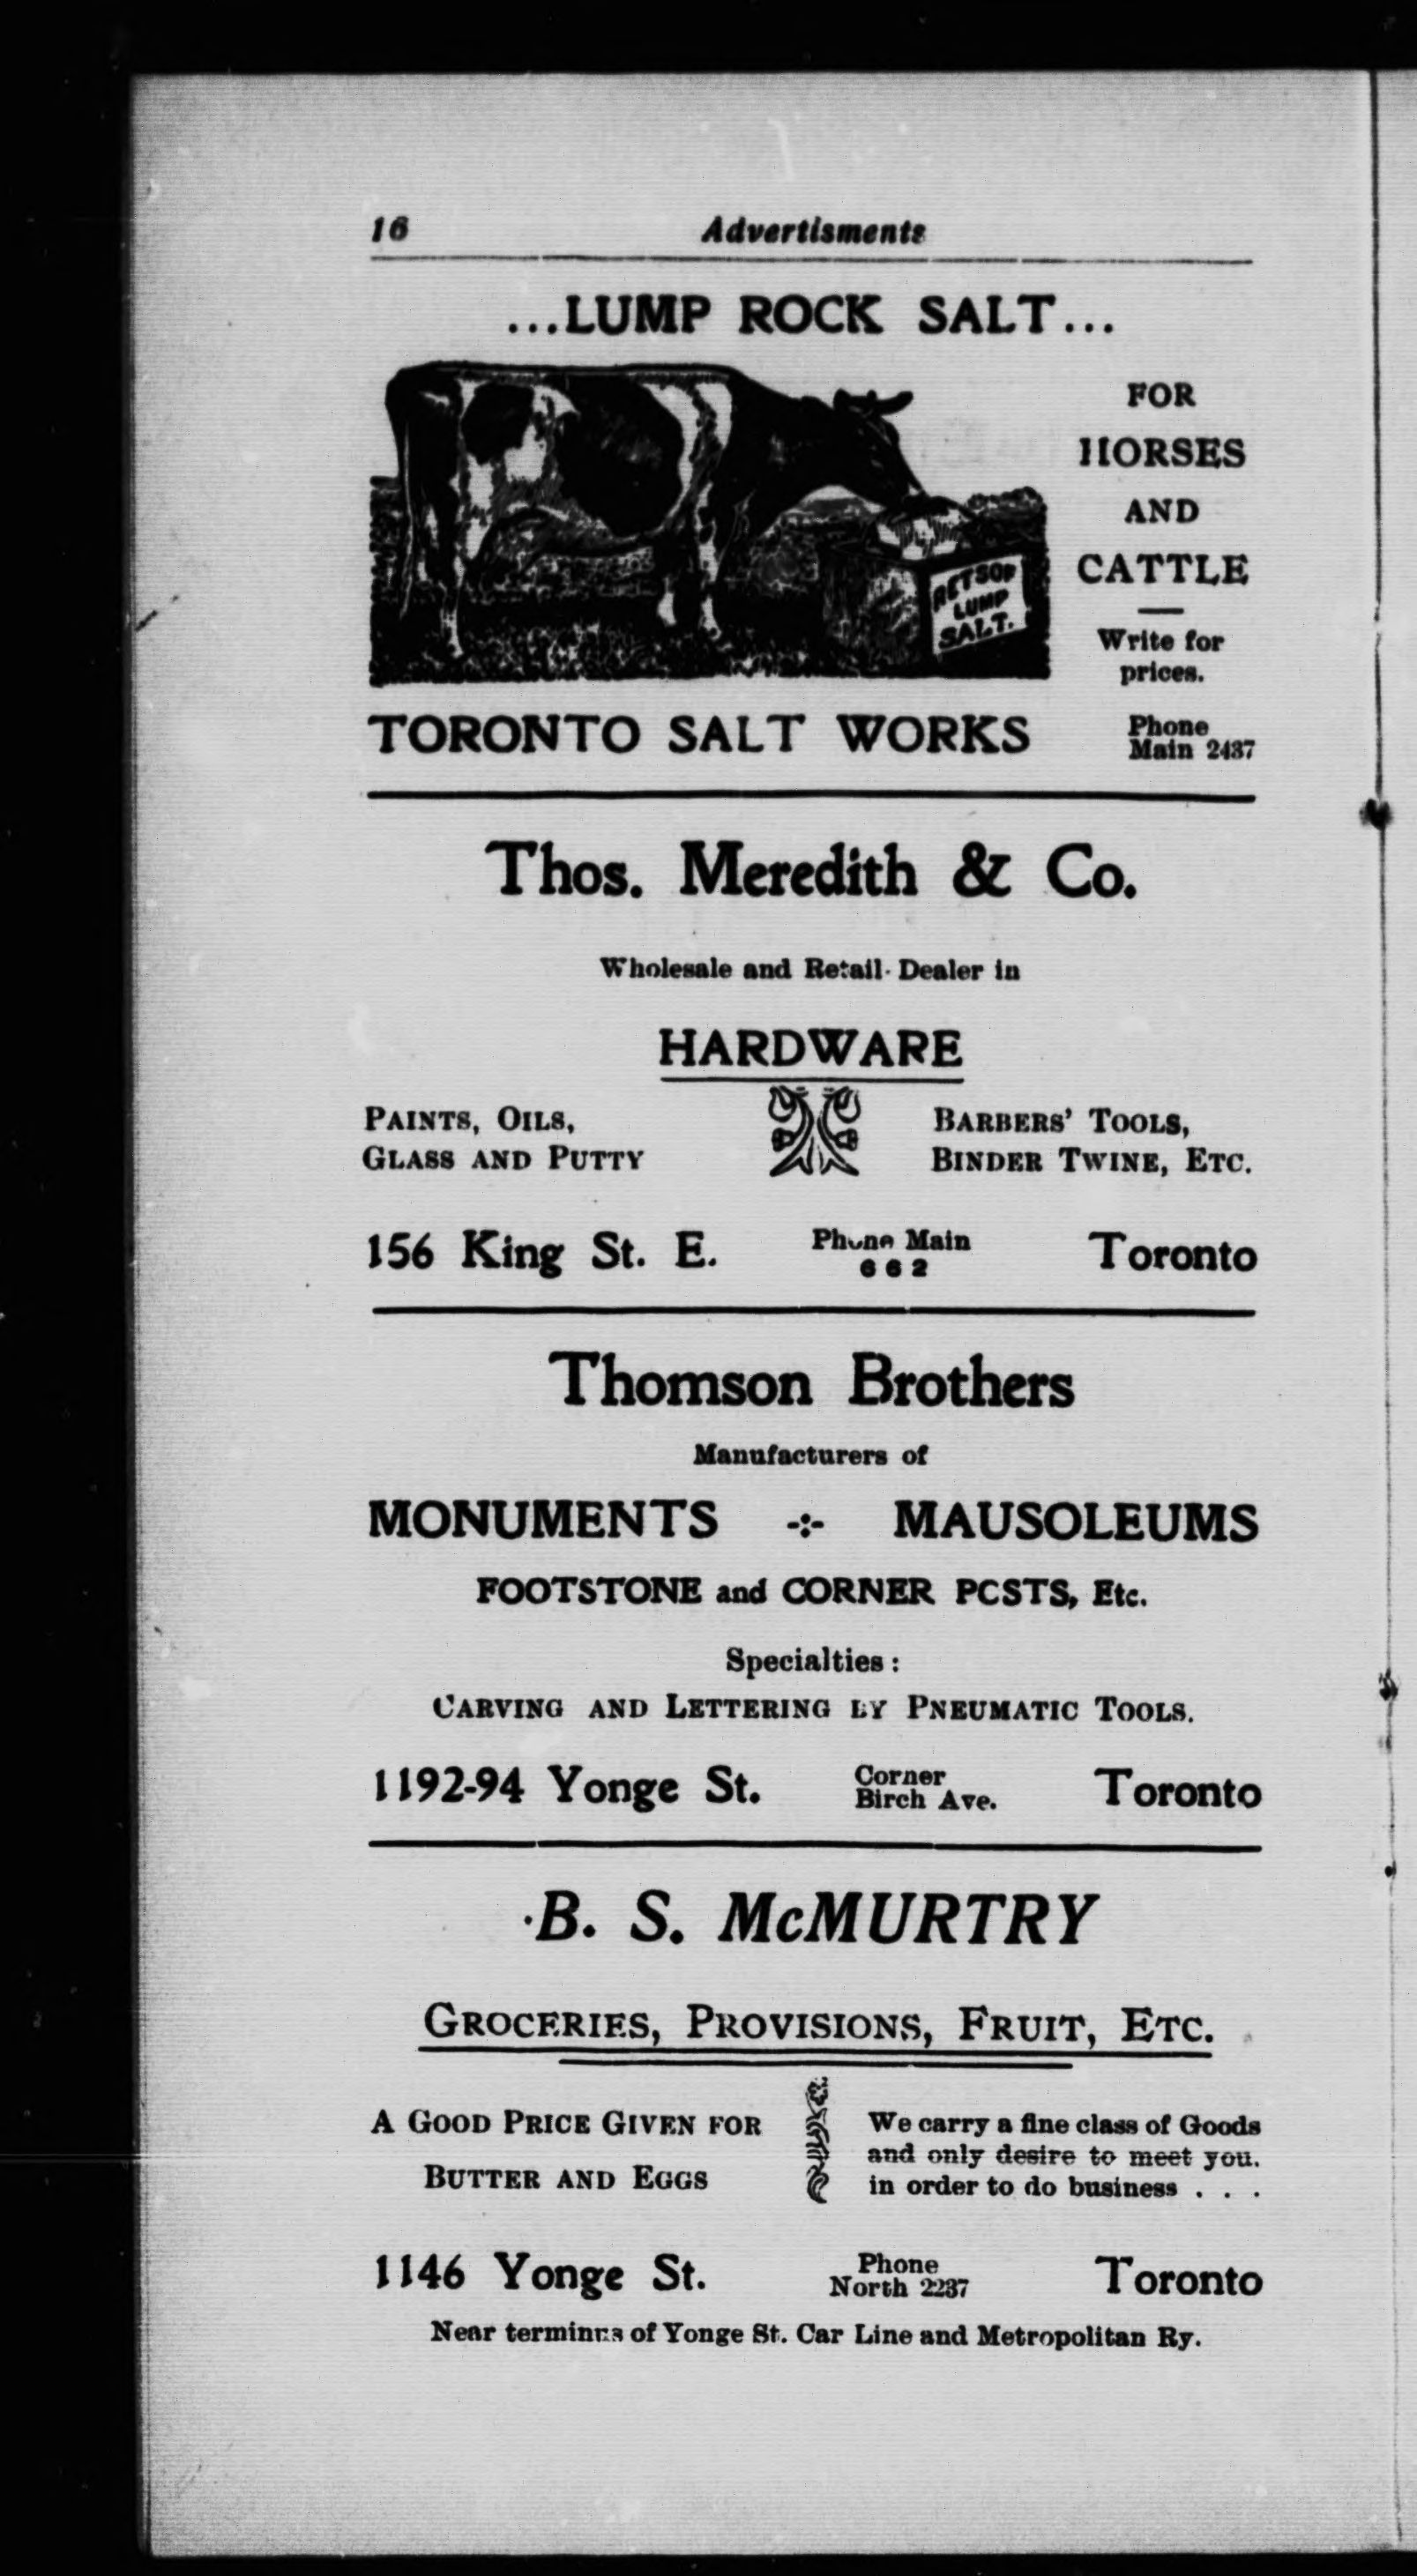 16 Advertisments
...LUMP ROCK SALT...
FOR
HORSES
AND
CATTLE
RETSOF
LUMP
SALT.
Write for
prices.
TORONTO SALT WORKS
Phone
Main 2437
Thos. Meredith & Co.
Wholesale and Retail Dealer in
HARDWARE
PAINTS, OILS,
GLASS AND PUTTY
BARBERS' TOOLS,
BINDER TWINE, ETC.
156 King St. E.
Phone Main
662
Toronto
Thomson Brothers
Manufacturers of
MONUMENTS -:- MAUSOLEUMS
FOOTSTONE and CORNER POSTS, Etc.
Specialties:
CARVING AND LETTERING BY PNEUMATIC TOOLS.
1192-94 Yonge St.
Corner
Birch Ave.
Toronto
B. S. McMURTRY
GROCERIES, PROVISIONS, FRUIT, ETC.
A GOOD PRICE GIVEN FOR
BUTTER AND EGGS
We carry a fine class of Goods
and only desire to meet you.
in order to do business . . .
1146 Yonge St.
Phone
North 2237
Toronto
Near terminus of Yonge St. Car Line and Metropolitan Ry.